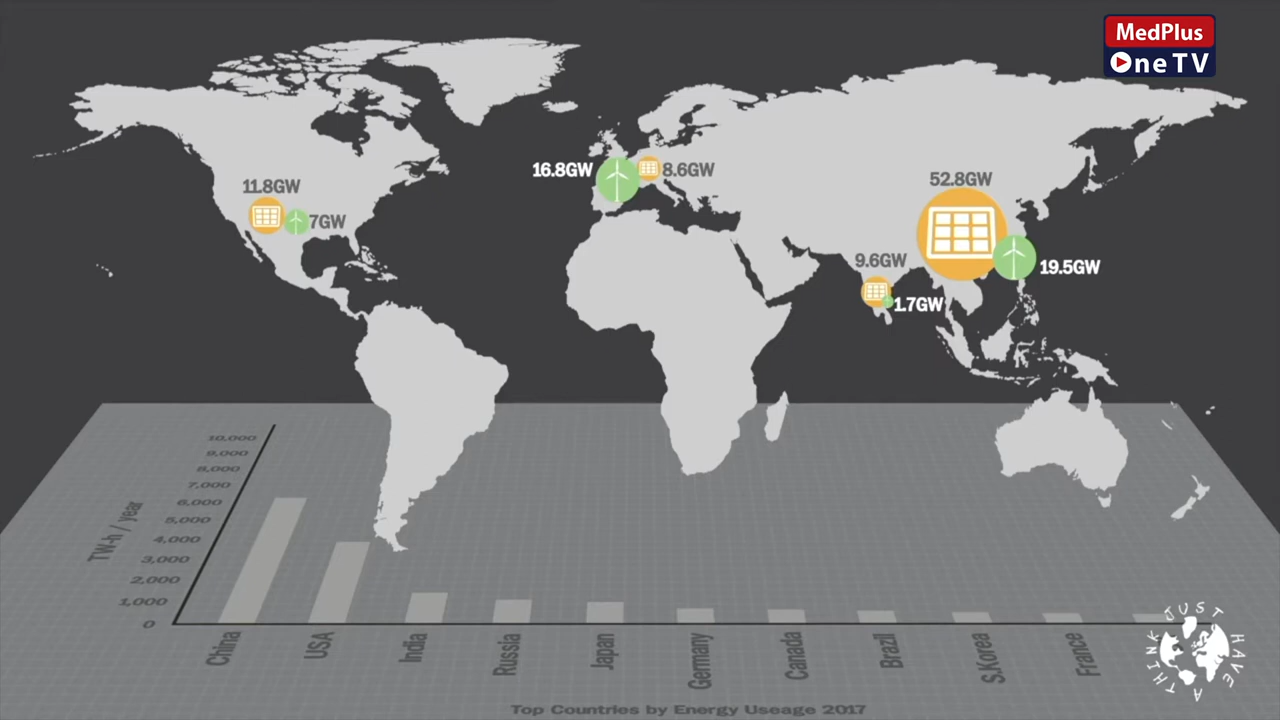 MedPlus
OneTV
11.8GW
7GW
16.8GW
8.6GW
52.8GW
19.5GW
9.6GW
1.7GW
10,000
9,000
8,000
7,000
6,000
5,000
4,000
3,000
2,000
1,000
0
TW-h / year
China
USA
India
Russia
Japan
Germany
Canada
Brazil
S.Korea
France
Top Countries by Energy Useage 2017
JUST HAVE A THINK